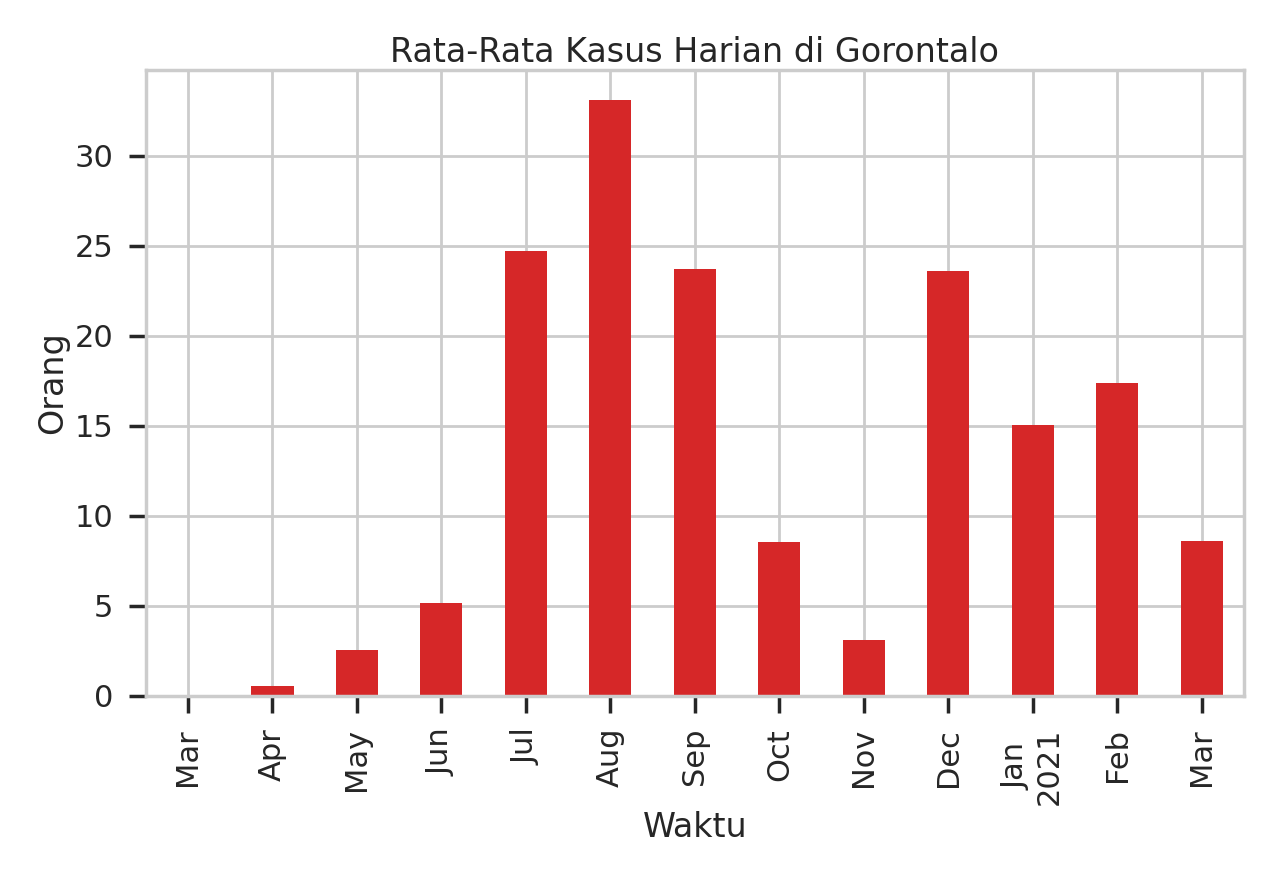 Rata-Rata Kasus Harian di Gorontalo
30
25
20
15
10
5
0
Orang
Mar
Apr
May
Jun
Jul
Aug
Sep
Oct
Nov
Dec
Jan
2021
Feb
Mar
Waktu